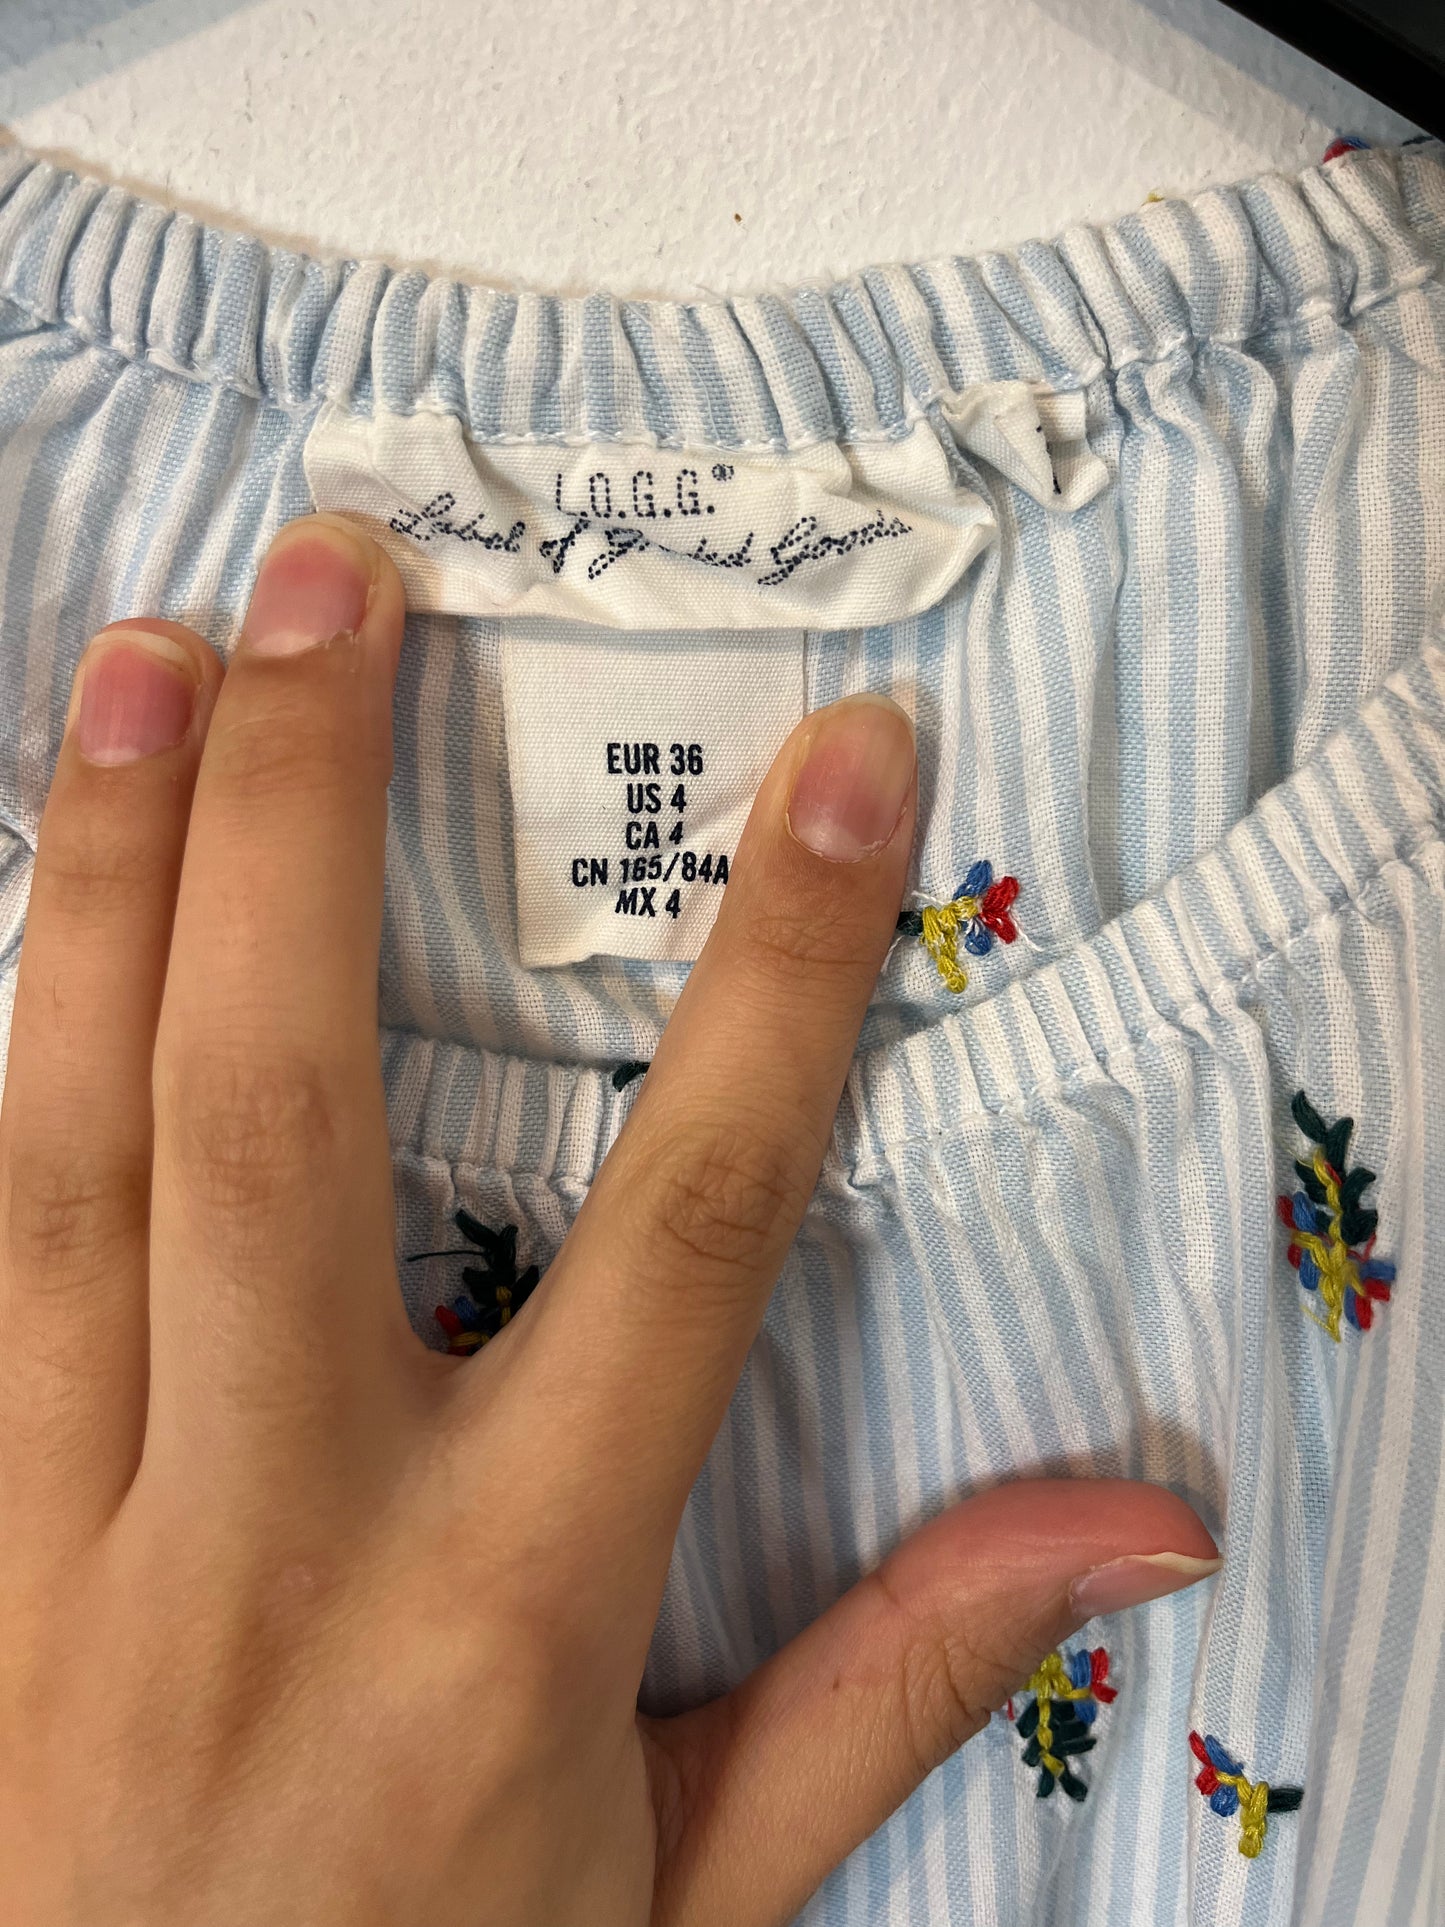 L.O.G.G.®
Label of Graded Goods
EUR 36
US 4
CA 4
CN 165/84A
MX 4